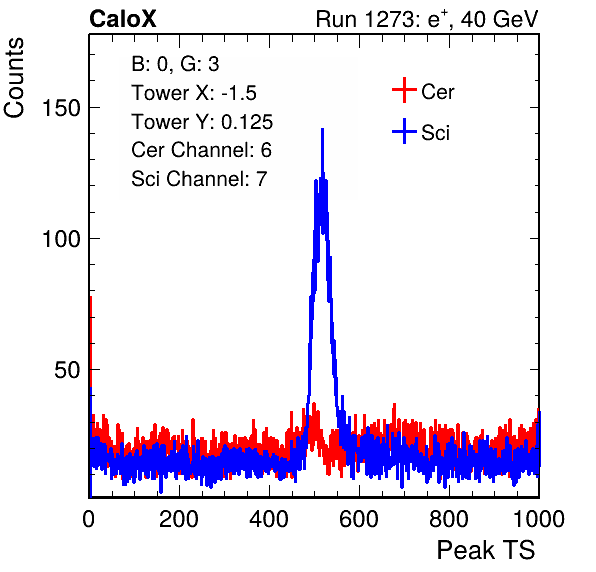 CaloX Run 1273: e⁺, 40 GeV
Counts
B: 0, G: 3
Tower X: -1.5
Tower Y: 0.125
Cer Channel: 6
Sci Channel: 7
Cer
Sci
150
100
50
0 200 400 600 800 1000
Peak TS